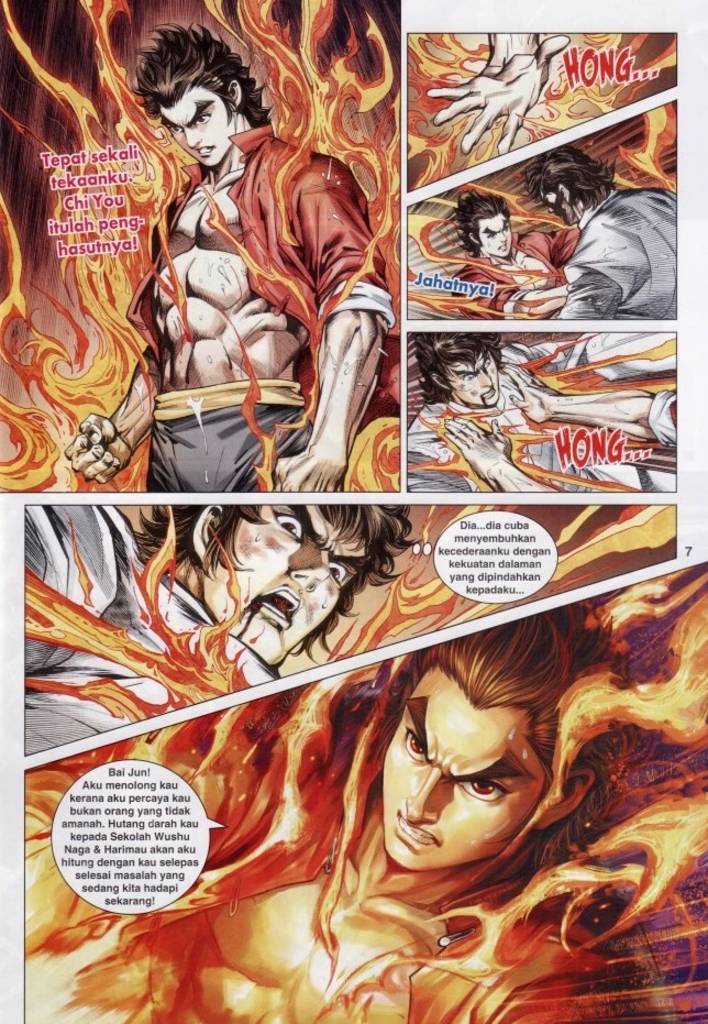 Tepat sekali
tekaanku.
Chi You
itulah peng-
hasutnya!
HONG...
Jahatnya!
HONG...
Dia...dia cuba
menyembuhkan
kecederaanku dengan
kekuatan dalaman
yang dipindahkan
kepadaku...
7
Bai Jun!
Aku menolong kau
kerana aku percaya kau
bukan orang yang tidak
amanah. Hutang darah kau
kepada Sekolah Wushu
Naga & Harimau akan aku
hitung dengan kau selepas
selesai masalah yang
sedang kita hadapi
sekarang!